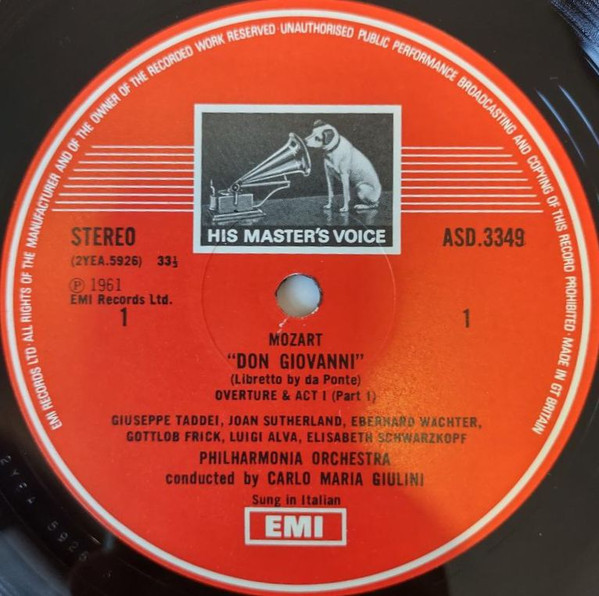 EMI RECORDS LTD ALL RIGHTS OF THE MANUFACTURER AND OF THE OWNER OF THE RECORDED WORK RESERVED · UNAUTHORISED PUBLIC PERFORMANCE BROADCASTING AND COPYING OF THIS RECORD PROHIBITED · MADE IN GT BRITAIN
HIS MASTER'S VOICE
STEREO
ASD.3349
(2YEA.5926) 33⅓
℗ 1961
EMI Records Ltd.
1
1
MOZART
“DON GIOVANNI”
(Libretto by da Ponte)
OVERTURE & ACT I (Part 1)
GIUSEPPE TADDEI, JOAN SUTHERLAND, EBERHARD WÄCHTER,
GOTTLOB FRICK, LUIGI ALVA, ELISABETH SCHWARZKOPF
PHILHARMONIA ORCHESTRA
conducted by CARLO MARIA GIULINI
Sung in Italian
EMI
2YEA 5926